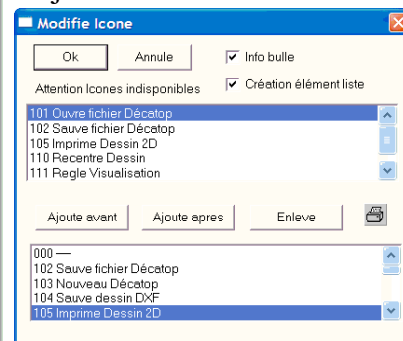 Modifie Icone
Ok Annule Info bulle
Attention Icones indisponibles Création élément liste
101 Ouvre fichier Décatop
102 Sauve fichier Décatop
105 Imprime Dessin 2D
110 Recentre Dessin
111 Regle Visualisation
Ajoute avant Ajoute apres Enleve
000 —
102 Sauve fichier Décatop
103 Nouveau Décatop
104 Sauve dessin DXF
105 Imprime Dessin 2D